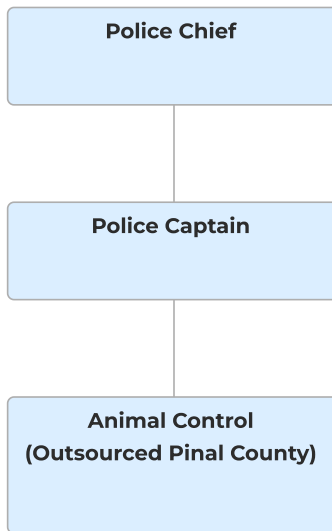 Police Chief
Police Captain
Animal Control
(Outsourced Pinal County)